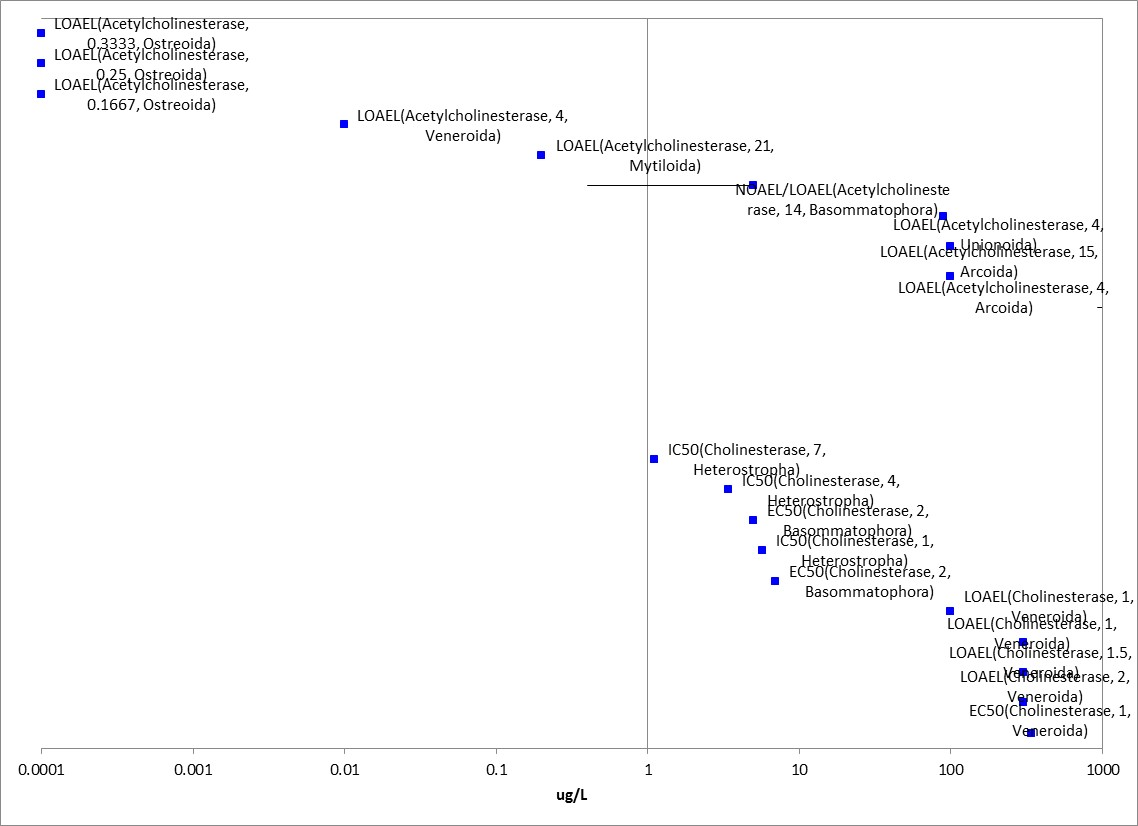 LOAEL(Acetylcholinesterase,
0.3333, Ostreoida)
LOAEL(Acetylcholinesterase,
0.25, Ostreoida)
LOAEL(Acetylcholinesterase,
0.1667, Ostreoida)
LOAEL(Acetylcholinesterase, 4,
Veneroida)
LOAEL(Acetylcholinesterase, 21,
Mytiloida)
NOAEL/LOAEL(Acetylcholineste
rase, 14, Basommatophora)
LOAEL(Acetylcholinesterase, 4,
Unionoida)
LOAEL(Acetylcholinesterase, 15,
Arcoida)
LOAEL(Acetylcholinesterase, 4,
Arcoida)
IC50(Cholinesterase, 7,
Heterostropha)
IC50(Cholinesterase, 4,
Heterostropha)
EC50(Cholinesterase, 2,
Basommatophora)
IC50(Cholinesterase, 1,
Heterostropha)
EC50(Cholinesterase, 2,
Basommatophora)
LOAEL(Cholinesterase, 1,
Veneroida)
LOAEL(Cholinesterase, 1,
Veneroida)
LOAEL(Cholinesterase, 1.5,
Veneroida)
LOAEL(Cholinesterase, 2,
Veneroida)
EC50(Cholinesterase, 1,
Veneroida)
0.0001 0.001 0.01 0.1 1 10 100 1000
ug/L